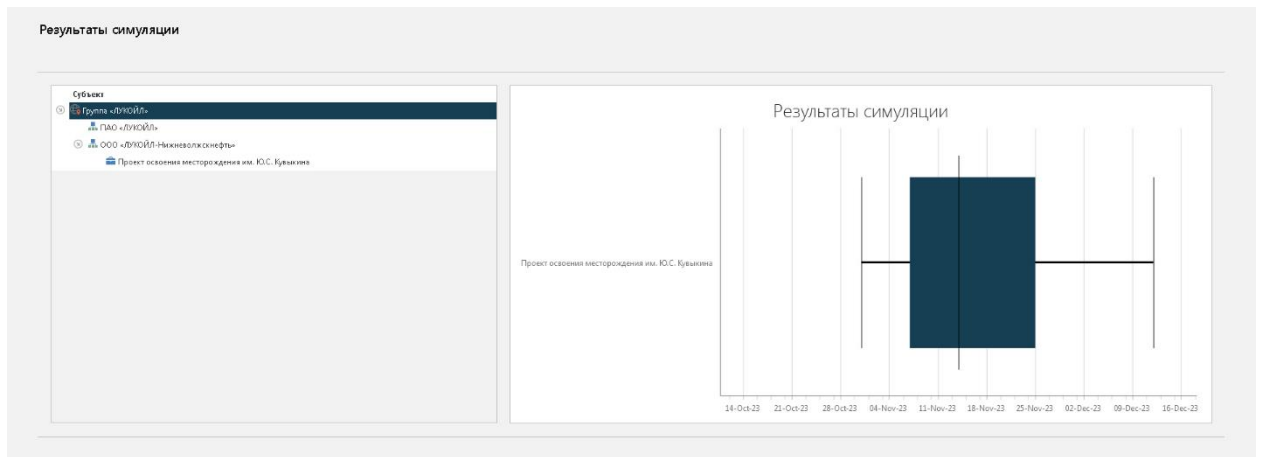 Результаты симуляции
Субъект
Группа «ЛУКОЙЛ»
ПАО «ЛУКОЙЛ»
ООО «ЛУКОЙЛ-Нижневолжскнефть»
Проект освоения месторождения им. Ю.С. Кувыкина
Результаты симуляции
Проект освоения месторождения им. Ю.С. Кувыкина
14-Oct-23 21-Oct-23 28-Oct-23 04-Nov-23 11-Nov-23 18-Nov-23 25-Nov-23 02-Dec-23 09-Dec-23 16-Dec-23